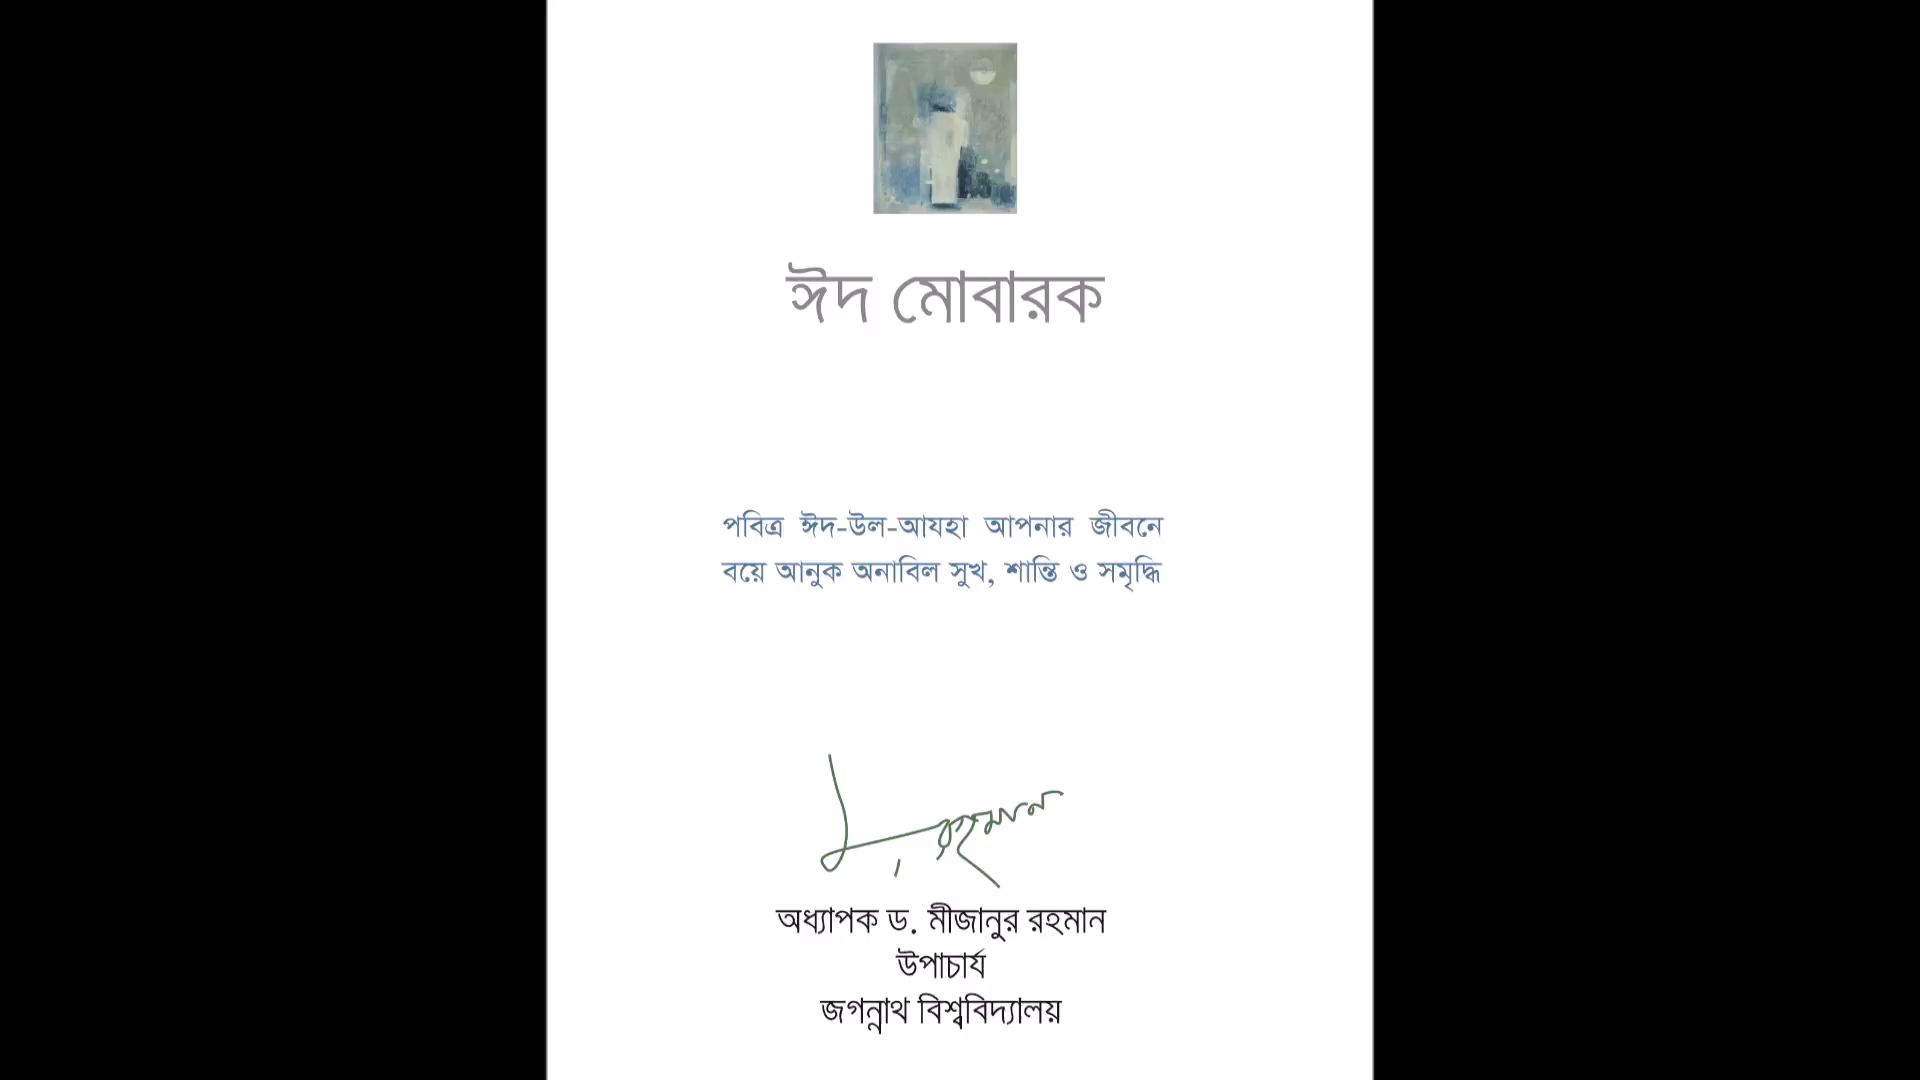 ঈদ মোবারক
পবিত্র ঈদ-উল-আযহা আপনার জীবনে
বয়ে আনুক অনাবিল সুখ, শান্তি ও সমৃদ্ধি
অধ্যাপক ড. মীজানুর রহমান
উপাচার্য
জগন্নাথ বিশ্ববিদ্যালয়